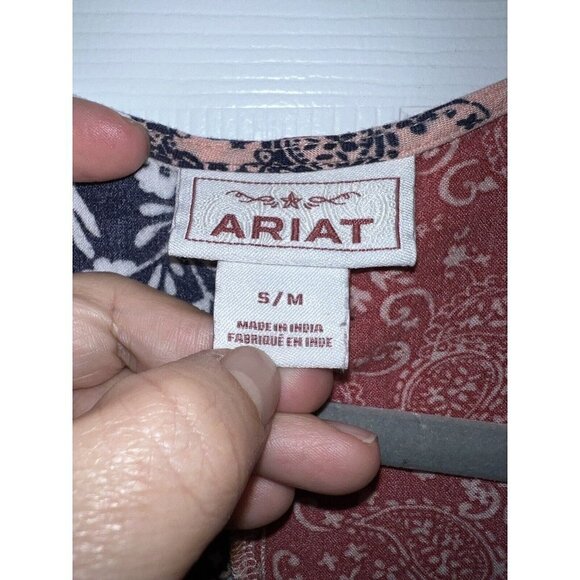 ARIAT
S/M
MADE IN INDIA
FABRIQUÉ EN INDE